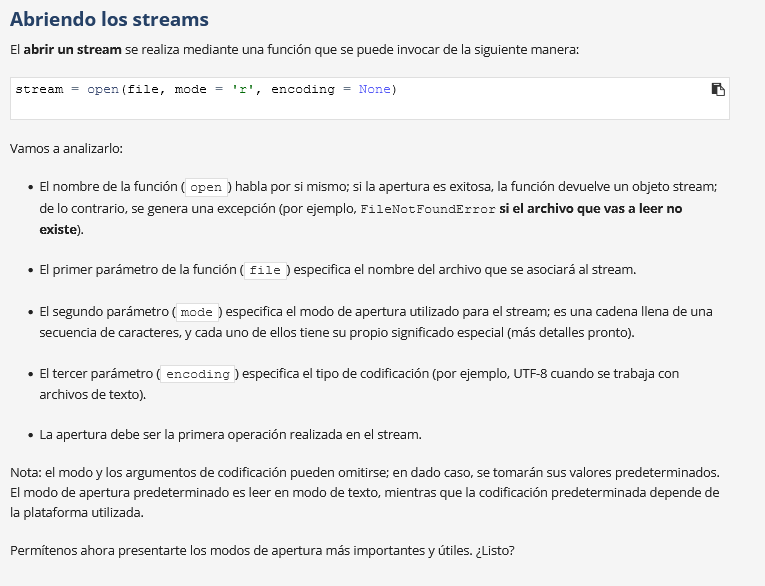 Abriendo los streams
El abrir un stream se realiza mediante una función que se puede invocar de la siguiente manera:
stream = open(file, mode = 'r', encoding = None)
Vamos a analizarlo:
• El nombre de la función ( open ) habla por si mismo; si la apertura es exitosa, la función devuelve un objeto stream;
de lo contrario, se genera una excepción (por ejemplo, FileNotFoundError si el archivo que vas a leer no
existe).
• El primer parámetro de la función ( file ) especifica el nombre del archivo que se asociará al stream.
• El segundo parámetro ( mode ) especifica el modo de apertura utilizado para el stream; es una cadena llena de una
secuencia de caracteres, y cada uno de ellos tiene su propio significado especial (más detalles pronto).
• El tercer parámetro ( encoding ) especifica el tipo de codificación (por ejemplo, UTF-8 cuando se trabaja con
archivos de texto).
• La apertura debe ser la primera operación realizada en el stream.
Nota: el modo y los argumentos de codificación pueden omitirse; en dado caso, se tomarán sus valores predeterminados.
El modo de apertura predeterminado es leer en modo de texto, mientras que la codificación predeterminada depende de
la plataforma utilizada.
Permítenos ahora presentarte los modos de apertura más importantes y útiles. ¿Listo?